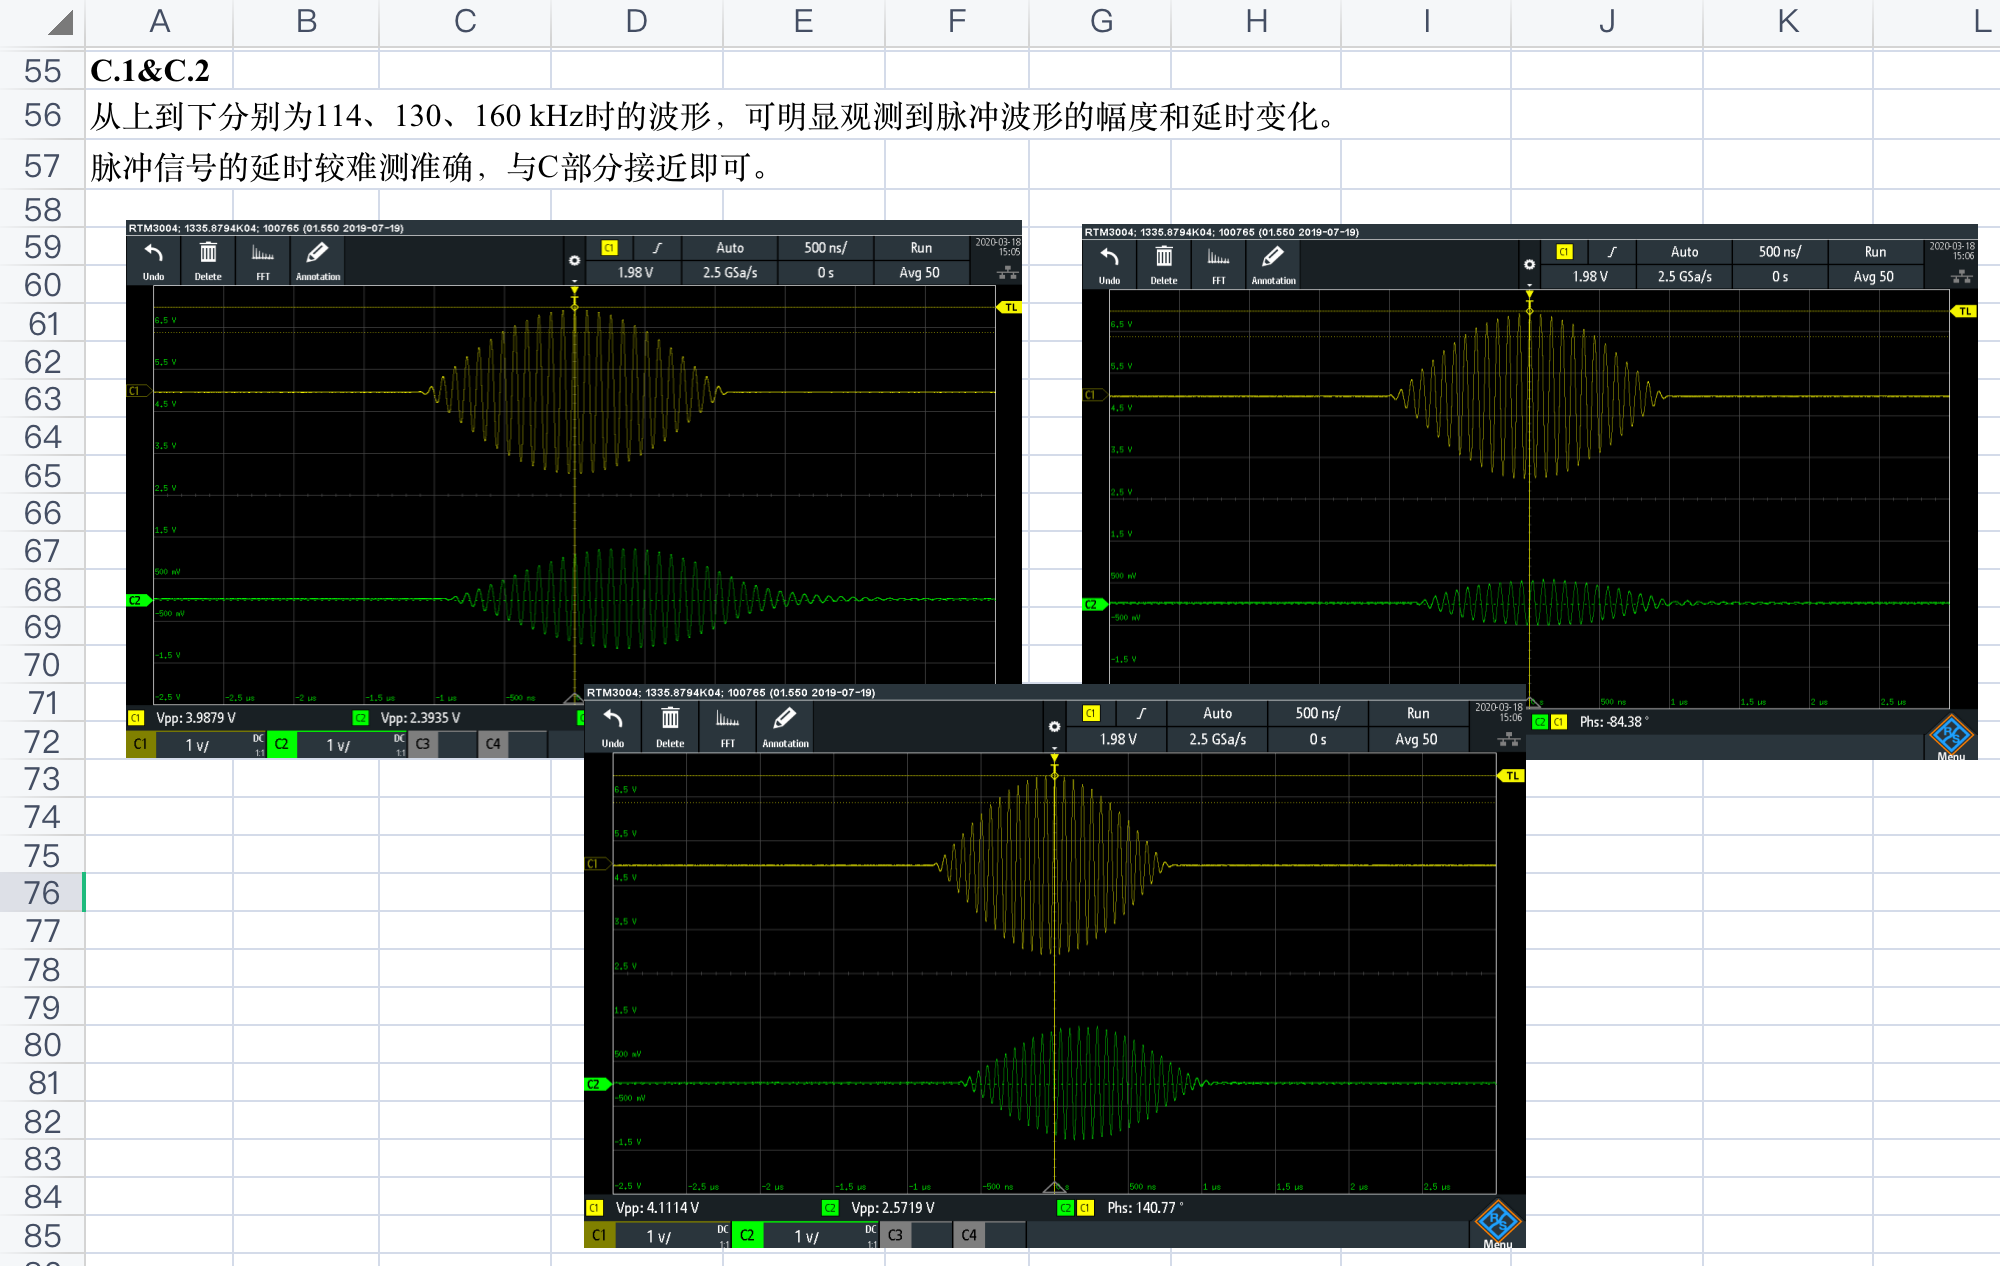 A B C D E F G H I J K L
55 C.1&C.2
56 从上到下分别为114、130、160 kHz时的波形，可明显观测到脉冲波形的幅度和延时变化。
57 脉冲信号的延时较难测准确，与C部分接近即可。
58
59
60
61
62
63
64
65
66
67
68
69
70
71
72
73
74
75
76
77
78
79
80
81
82
83
84
85
RTM3004; 1335.8794K04; 100765 (01.550 2019-07-19)
Undo Delete FFT Annotation
C1 Auto 500 ns/ Run
1.98 V 2.5 GSa/s 0 s Avg 50
2020-03-18
15:05
TL
6.5 V
5.5 V
C1
4.5 V
3.5 V
2.5 V
1.5 V
500 mV
C2
-500 mV
-1.5 V
-2.5 V -2.5 µs -2 µs -1.5 µs -1 µs -500 ns
C1 Vpp: 3.9879 V C2 Vpp: 2.3935 V
C1 1 V/ DC 1:1 C2 1 V/ DC 1:1 C3 C4
RTM3004; 1335.8794K04; 100765 (01.550 2019-07-19)
Undo Delete FFT Annotation
C1 Auto 500 ns/ Run
1.98 V 2.5 GSa/s 0 s Avg 50
2020-03-18
15:06
TL
6.5 V
5.5 V
C1
4.5 V
3.5 V
2.5 V
1.5 V
500 mV
C2
-500 mV
-1.5 V
s 500 ns 1 µs 1.5 µs 2 µs 2.5 µs
C2 C1 Phs: -84.38 °
Menu
RTM3004; 1335.8794K04; 100765 (01.550 2019-07-19)
Undo Delete FFT Annotation
C1 Auto 500 ns/ Run
1.98 V 2.5 GSa/s 0 s Avg 50
2020-03-18
15:06
TL
6.5 V
5.5 V
C1
4.5 V
3.5 V
2.5 V
1.5 V
500 mV
C2
-500 mV
-1.5 V
-2.5 V -2.5 µs -2 µs -1.5 µs -1 µs -500 ns s 500 ns 1 µs 1.5 µs 2 µs 2.5 µs
C1 Vpp: 4.1114 V C2 Vpp: 2.5719 V C2 C1 Phs: 140.77 °
C1 1 V/ DC 1:1 C2 1 V/ DC 1:1 C3 C4
Menu